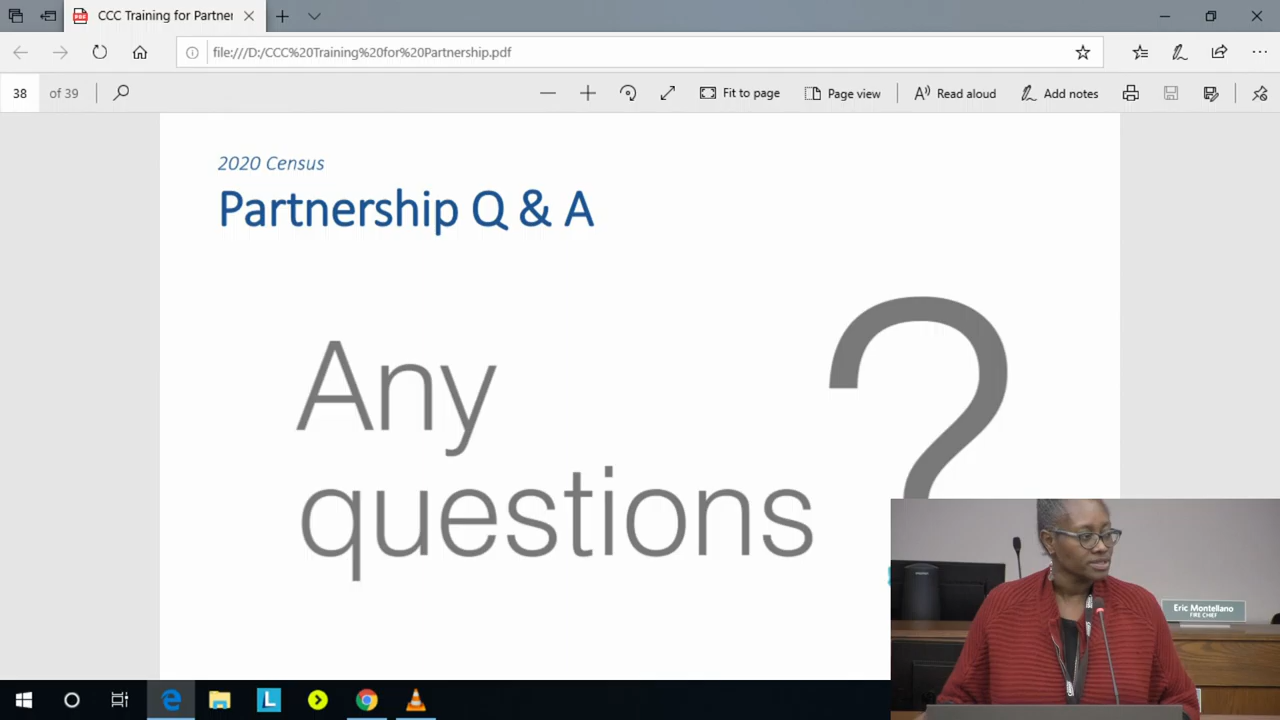 CCC Training for Partner
file:///D:/CCC%20Training%20for%20Partnership.pdf
38 of 39
Fit to page
Page view
Read aloud
Add notes
2020 Census
Partnership Q & A
Any
questions
?
Eric Montellano
FIRE CHIEF
L